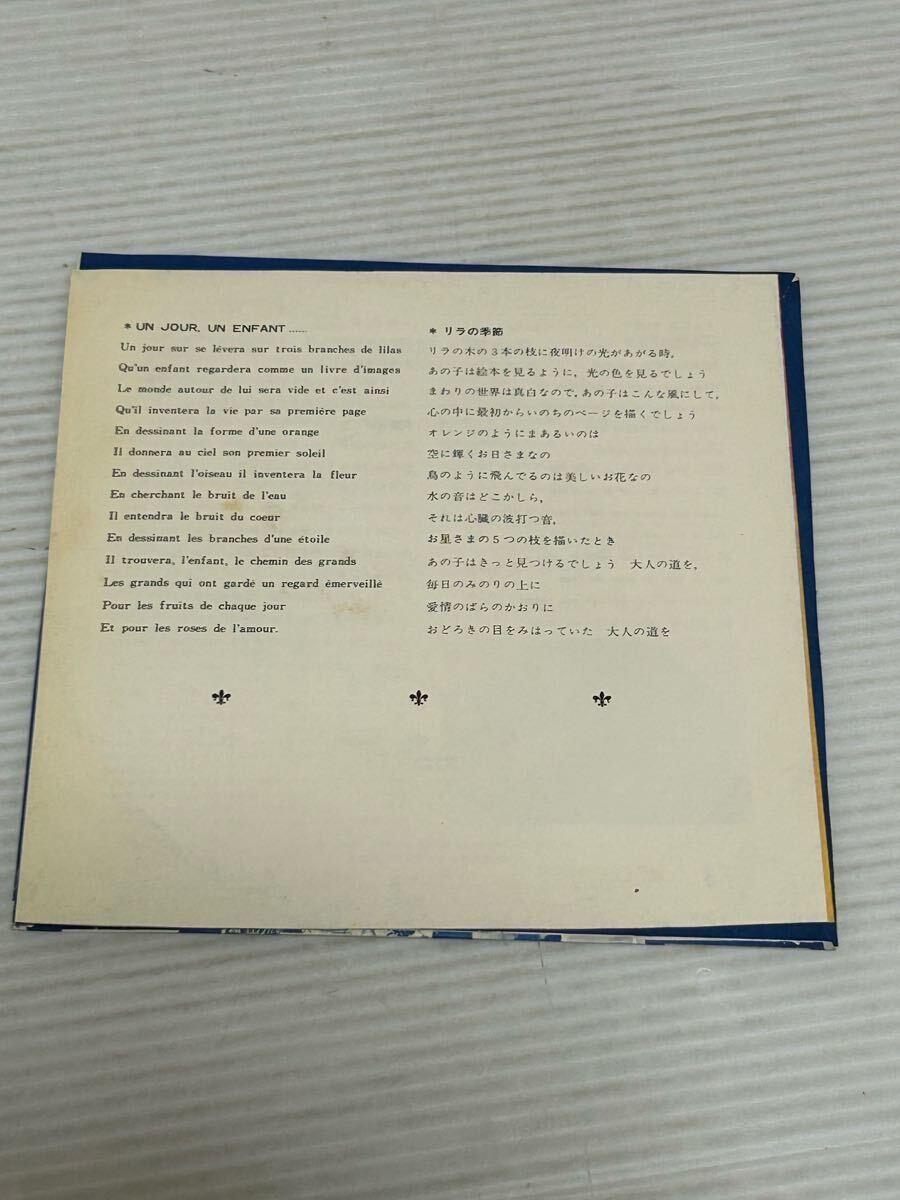 * UN JOUR, UN ENFANT……
Un jour sur se lévera sur trois branches de lilas
Qu'un enfant regardera comme un livre d'images
Le monde autour de lui sera vide et c'est ainsi
Qu'il inventera la vie par sa premiére page
En dessinant la forme d'une orange
Il donnera au ciel son premier soleil
En dessinant l'oiseau il inventera la fleur
En cherchant le bruit de l'eau
Il entendra le bruit du coeur
En dessinant les branches d'une étoile
Il trouvera, l'enfant, le chemin des grands
Les grands qui ont gardé un regard émerveillé
Pour les fruits de chaque jour
Et pour les roses de l'amour.
* リラの季節
リラの木の3本の枝に夜明けの光があがる時,
あの子は絵本を見るように, 光の色を見るでしょう
まわりの世界は真白なので, あの子はこんな風にして,
心の中に最初からいのちのページを描くでしょう
オレンジのようにまあるいのは
空に輝くお日さまなの
鳥のように飛んでるのは美しいお花なの
水の音はどこかしら,
それは心臓の波打つ音,
お星さまの5つの枝を描いたとき
あの子はきっと見つけるでしょう 大人の道を,
毎日のみのりの上に
愛情のばらのかおりに
おどろきの目をみはっていた 大人の道を